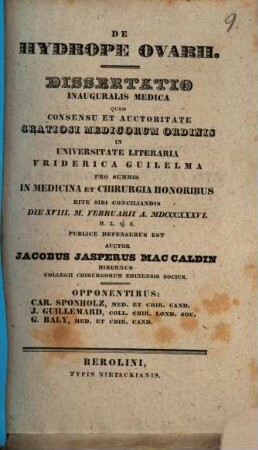 9.
DE
HYDROPE OVARII.
DISSERTATIO
INAUGURALIS MEDICA
QUAM
CONSENSU ET AUCTORITATE
GRATIOSI MEDICORUM ORDINIS
IN
UNIVERSITATE LITERARIA
FRIDERICA GUILELMA
PRO SUMMIS
IN MEDICINA ET CHIRURGIA HONORIBUS
RITE SIBI CONCILIANDIS
DIE XVIII. M. FEBRUARII A. MDCCCXXXVI.
H. L. Q. S.
PUBLICE DEFENSURUS EST
AUCTOR
JACOBUS JASPERUS MAC CALDIN
HIBERNUS
COLLEGII CHIRURGORUM EDINENSIS SOCIUS.
OPPONENTIBUS:
CAR. SPONHOLZ, MED. ET CHIR. CAND.
J. GUILLEMARD, COLL. CHIR. LOND. SOC.
G. BALY, MED. ET CHIR. CAND.
BEROLINI,
TYPIS NIETACKIANIS.